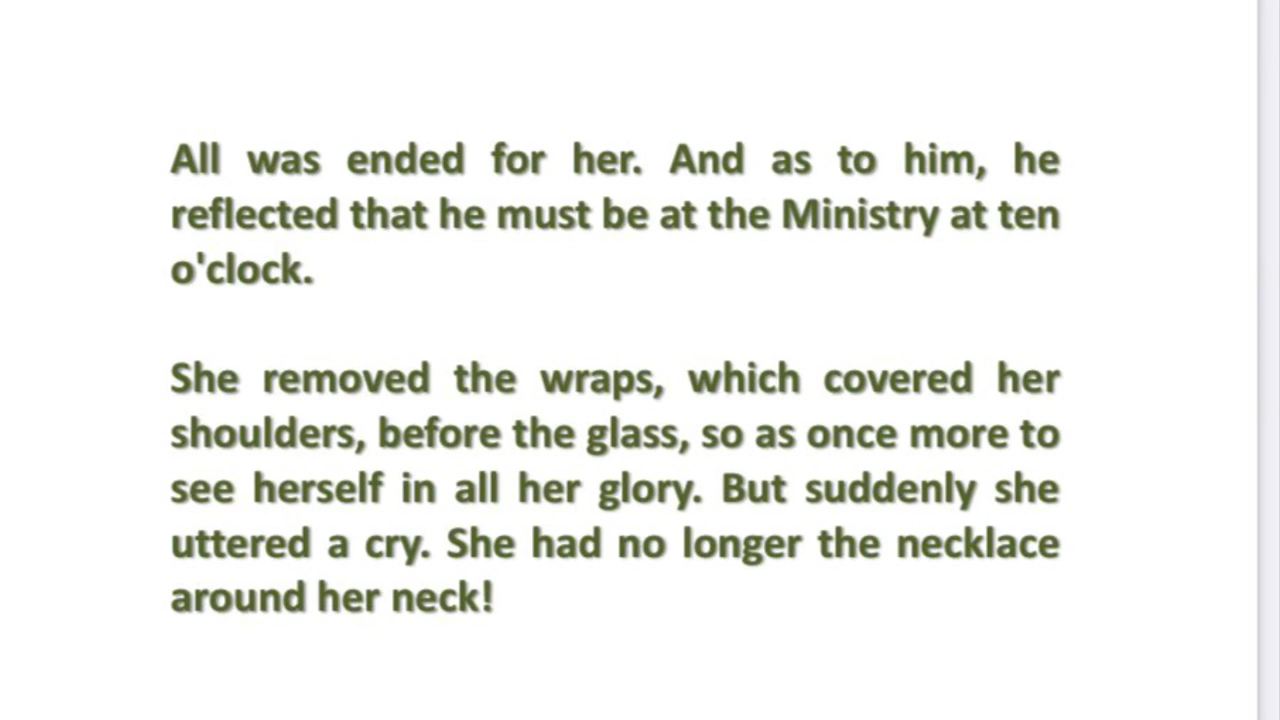 All was ended for her. And as to him, he
reflected that he must be at the Ministry at ten
o'clock.
She removed the wraps, which covered her
shoulders, before the glass, so as once more to
see herself in all her glory. But suddenly she
uttered a cry. She had no longer the necklace
around her neck!